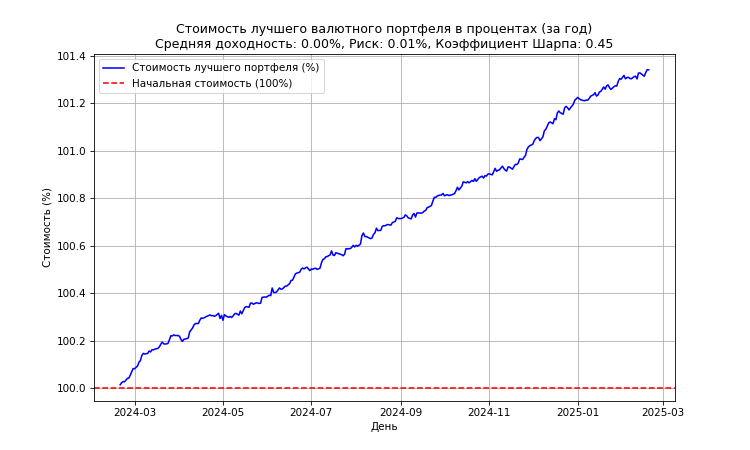 Стоимость лучшего валютного портфеля в процентах (за год)
Средняя доходность: 0.00%, Риск: 0.01%, Коэффициент Шарпа: 0.45
Стоимость лучшего портфеля (%)
Начальная стоимость (100%)
Стоимость (%)
101.4
101.2
101.0
100.8
100.6
100.4
100.2
100.0
2024-03
2024-05
2024-07
2024-09
2024-11
2025-01
2025-03
День